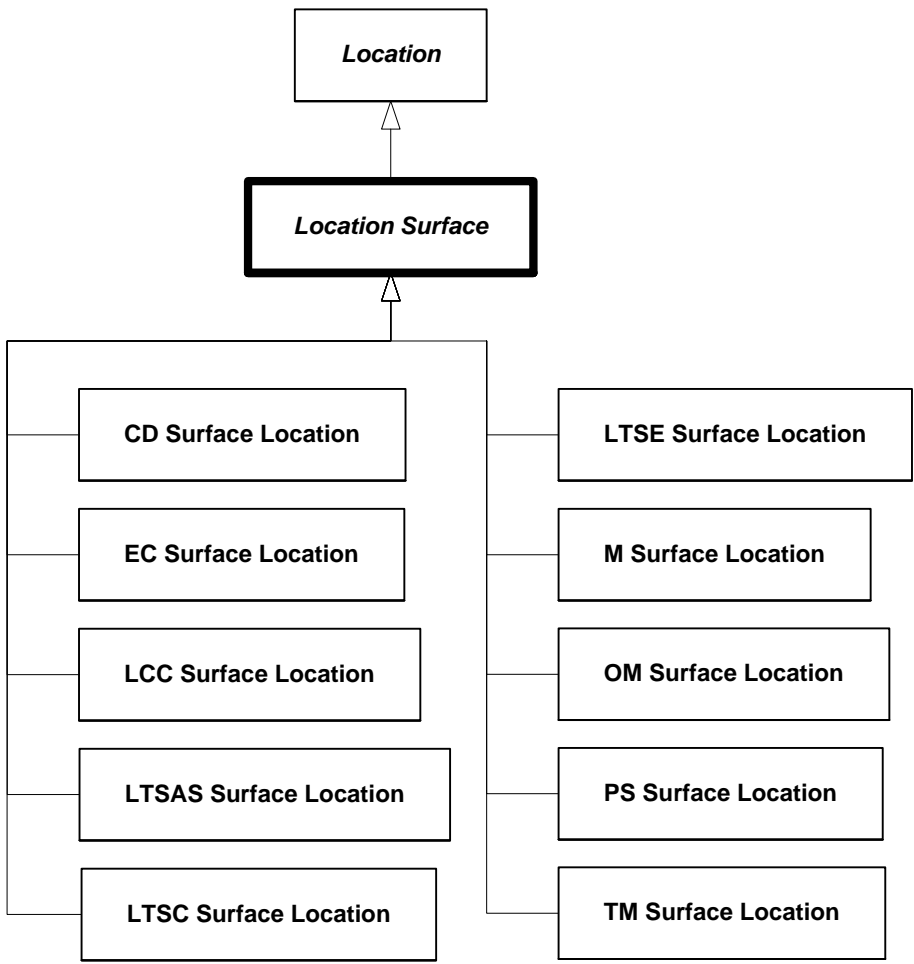 Location
Location Surface
CD Surface Location
EC Surface Location
LCC Surface Location
LTSAS Surface Location
LTSC Surface Location
LTSE Surface Location
M Surface Location
OM Surface Location
PS Surface Location
TM Surface Location